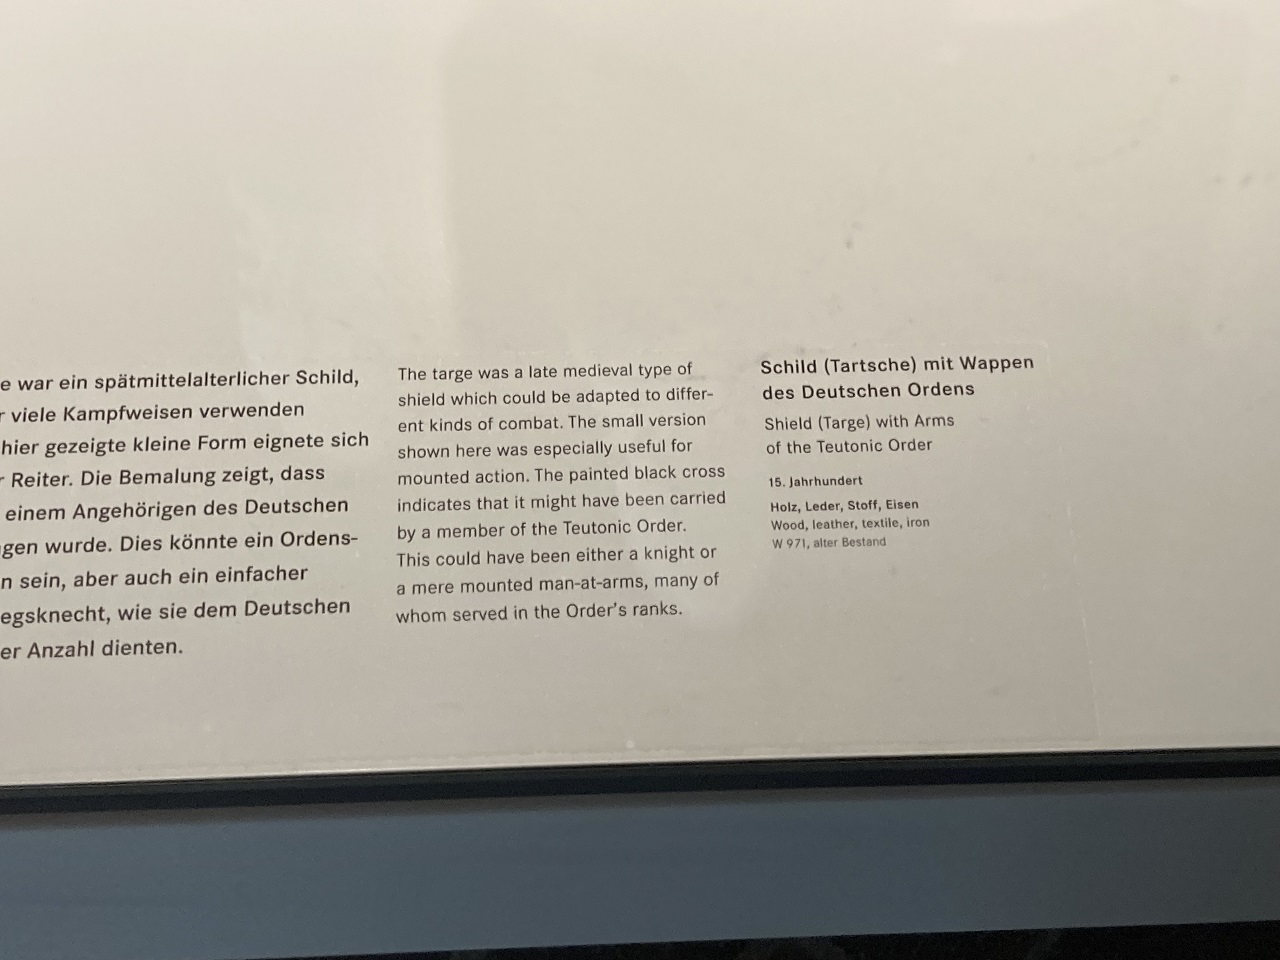 e war ein spätmittelalterlicher Schild,
r viele Kampfweisen verwenden
hier gezeigte kleine Form eignete sich
r Reiter. Die Bemalung zeigt, dass
einem Angehörigen des Deutschen
gen wurde. Dies könnte ein Ordens-
n sein, aber auch ein einfacher
egsknecht, wie sie dem Deutschen
er Anzahl dienten.
The targe was a late medieval type of
shield which could be adapted to differ-
ent kinds of combat. The small version
shown here was especially useful for
mounted action. The painted black cross
indicates that it might have been carried
by a member of the Teutonic Order.
This could have been either a knight or
a mere mounted man-at-arms, many of
whom served in the Order's ranks.
Schild (Tartsche) mit Wappen
des Deutschen Ordens
Shield (Targe) with Arms
of the Teutonic Order
15. Jahrhundert
Holz, Leder, Stoff, Eisen
Wood, leather, textile, iron
W 971, alter Bestand